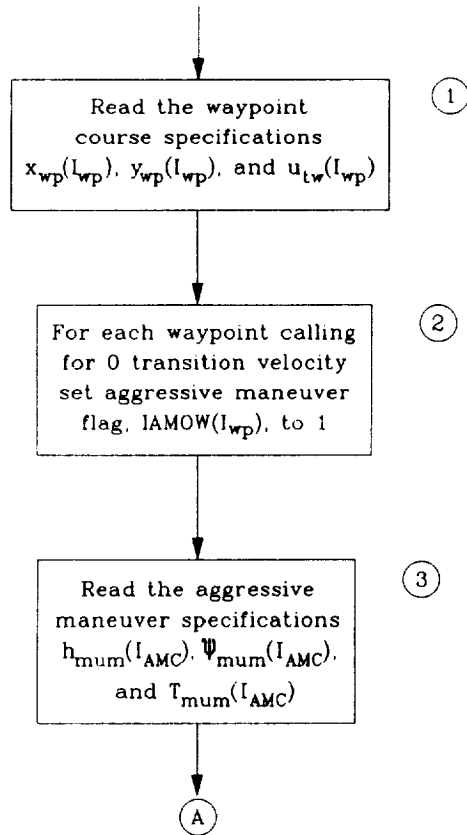 1
Read the waypoint
course specifications
x_wp(I_wp), y_wp(I_wp), and u_tw(I_wp)
2
For each waypoint calling
for 0 transition velocity
set aggressive maneuver
flag, IAMOW(I_wp), to 1
3
Read the aggressive
maneuver specifications
h_mum(I_AMC), Ψ_mum(I_AMC),
and T_mum(I_AMC)
A